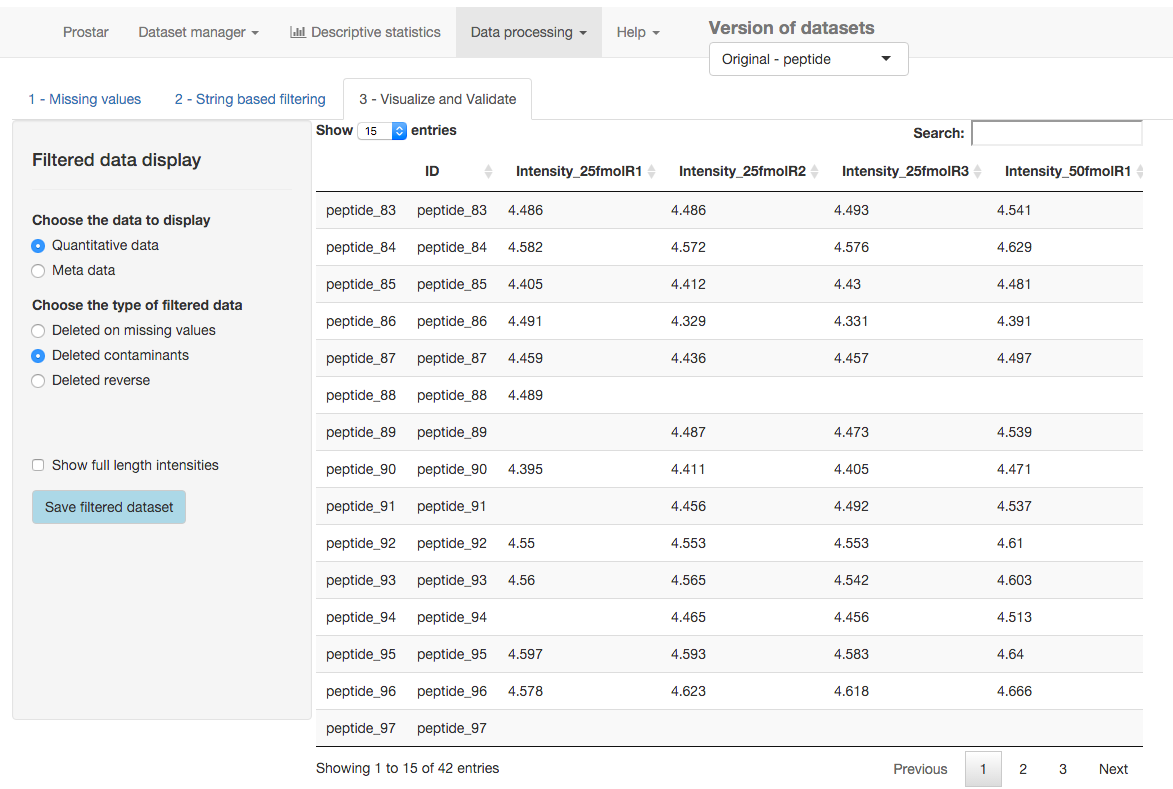 Prostar Dataset manager Descriptive statistics Data processing Help Version of datasets
Original - peptide
1 - Missing values 2 - String based filtering 3 - Visualize and Validate
Filtered data display
Choose the data to display
Quantitative data
Meta data
Choose the type of filtered data
Deleted on missing values
Deleted contaminants
Deleted reverse
Show full length intensities
Save filtered dataset
Show 15 entries Search:
ID Intensity_25fmolR1 Intensity_25fmolR2 Intensity_25fmolR3 Intensity_50fmolR1
peptide_83 peptide_83 4.486 4.486 4.493 4.541
peptide_84 peptide_84 4.582 4.572 4.576 4.629
peptide_85 peptide_85 4.405 4.412 4.43 4.481
peptide_86 peptide_86 4.491 4.329 4.331 4.391
peptide_87 peptide_87 4.459 4.436 4.457 4.497
peptide_88 peptide_88 4.489
peptide_89 peptide_89 4.487 4.473 4.539
peptide_90 peptide_90 4.395 4.411 4.405 4.471
peptide_91 peptide_91 4.456 4.492 4.537
peptide_92 peptide_92 4.55 4.553 4.553 4.61
peptide_93 peptide_93 4.56 4.565 4.542 4.603
peptide_94 peptide_94 4.465 4.456 4.513
peptide_95 peptide_95 4.597 4.593 4.583 4.64
peptide_96 peptide_96 4.578 4.623 4.618 4.666
peptide_97 peptide_97
Showing 1 to 15 of 42 entries Previous 1 2 3 Next